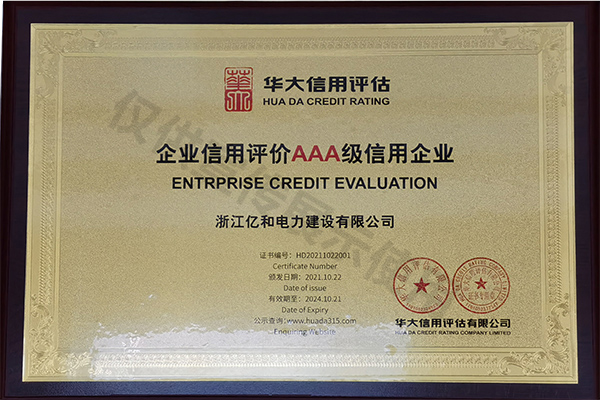 华大信用评估
HUA DA CREDIT RATING
企业信用评价AAA级信用企业
ENTRPRISE CREDIT EVALUATION
浙江亿和电力建设有限公司
证书编号：HD20211022001
Certificate Number
颁发日期：2021.10.22
Date of issue
有效期至：2024.10.21
Date of Expiry
公示查询：www.huada315.com
Enquiring Website
华大信用评估有限公司
HUA DA CREDIT RATING COMPANY LIMITED